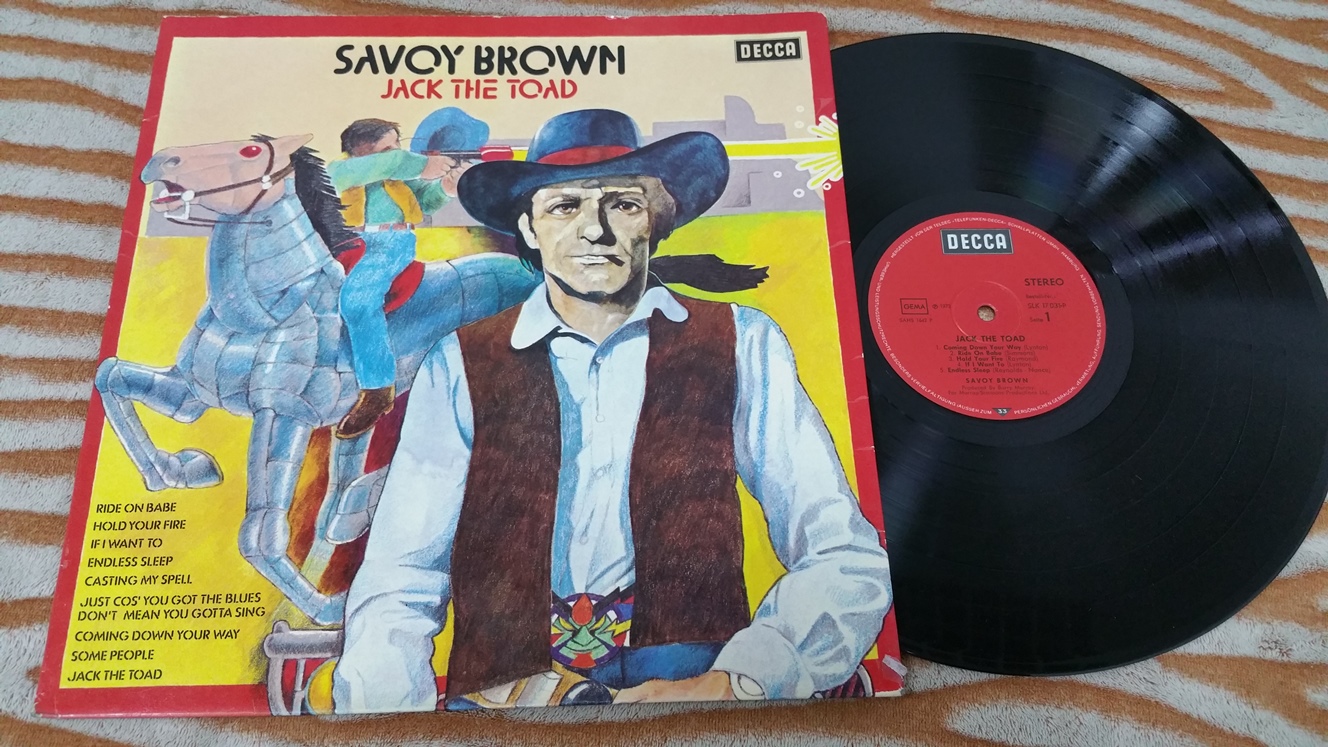 SAVOY BROWN
JACK THE TOAD
DECCA
RIDE ON BABE
HOLD YOUR FIRE
IF I WANT TO
ENDLESS SLEEP
CASTING MY SPELL
JUST COS' YOU GOT THE BLUES
DON'T MEAN YOU GOTTA SING
COMING DOWN YOUR WAY
SOME PEOPLE
JACK THE TOAD
DECCA
STEREO
GEMA
Seite 1
JACK THE TOAD
1. Coming Down Your Way
2. Ride On Babe
3. Hold Your Fire
4. If I Want To
5. Endless Sleep
SAVOY BROWN
33